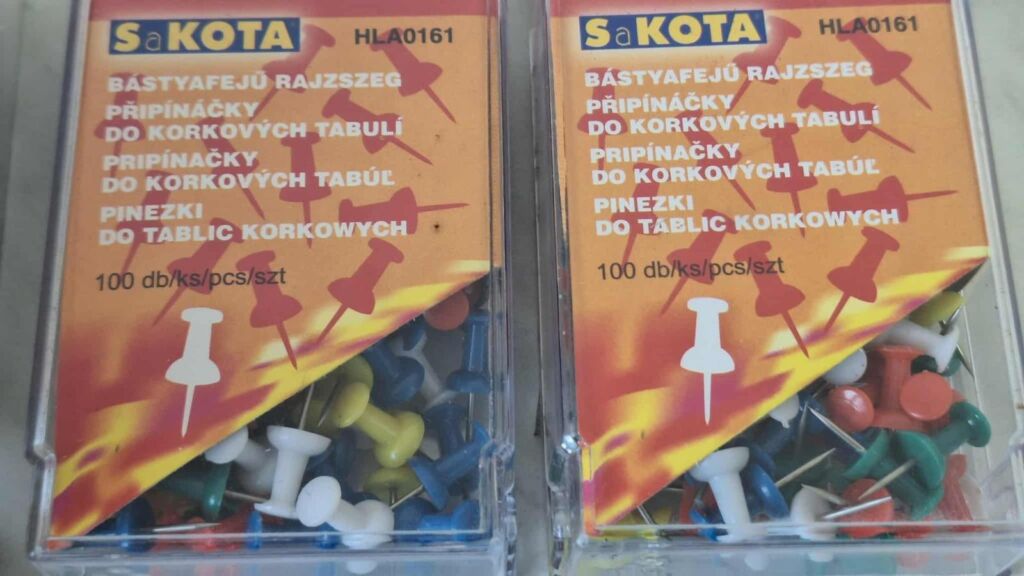 SaKOTA HLA0161
BÁSTYAFEJŰ RAJZSZEG
PŘIPÍNÁČKY
DO KORKOVÝCH TABULÍ
PRIPÍNAČKY
DO KORKOVÝCH TABÚĽ
PINEZKI
DO TABLIC KORKOWYCH
100 db/ks/pcs/szt
SaKOTA HLA0161
BÁSTYAFEJŰ RAJZSZEG
PŘIPÍNÁČKY
DO KORKOVÝCH TABULÍ
PRIPÍNAČKY
DO KORKOVÝCH TABÚĽ
PINEZKI
DO TABLIC KORKOWYCH
100 db/ks/pcs/szt